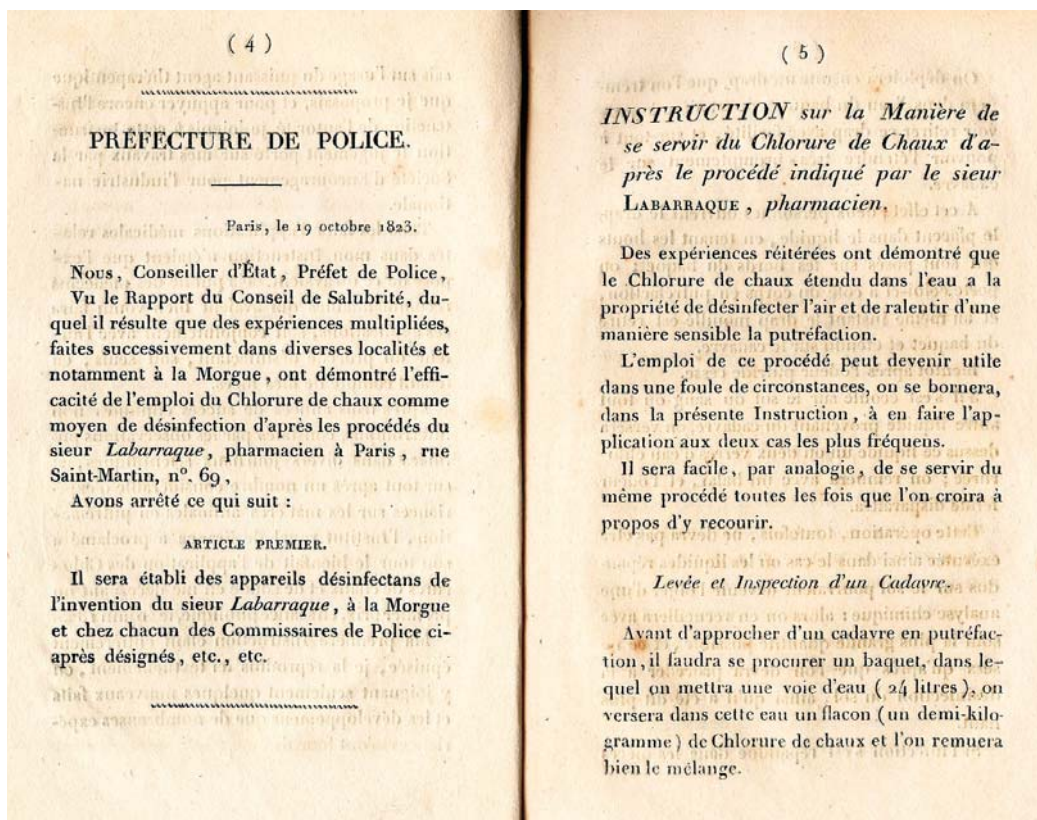 ( 4 )
PRÉFECTURE DE POLICE.
Paris, le 19 octobre 1823.
Nous, Conseiller d'État, Préfet de Police,
Vu le Rapport du Conseil de Salubrité, du-
quel il résulte que des expériences multipliées,
faites successivement dans diverses localités et
notamment à la Morgue, ont démontré l'effi-
cacité de l'emploi du Chlorure de chaux comme
moyen de désinfection d'après les procédés du
sieur Labarraque, pharmacien à Paris, rue
Saint-Martin, n°. 69,
Avons arrêté ce qui suit :
ARTICLE PREMIER.
Il sera établi des appareils désinfectans de
l'invention du sieur Labarraque, à la Morgue
et chez chacun des Commissaires de Police ci-
après désignés, etc., etc.
( 5 )
INSTRUCTION sur la Manière de
se servir du Chlorure de Chaux d'a-
près le procédé indiqué par le sieur
LABARRAQUE, pharmacien.
Des expériences réitérées ont démontré que
le Chlorure de chaux étendu dans l'eau a la
propriété de désinfecter l'air et de ralentir d'une
manière sensible la putréfaction.
L'emploi de ce procédé peut devenir utile
dans une foule de circonstances, on se bornera,
dans la présente Instruction, à en faire l'ap-
plication aux deux cas les plus fréquens.
Il sera facile, par analogie, de se servir du
même procédé toutes les fois que l'on croira à
propos d'y recourir.
Levée et Inspection d'un Cadavre.
Avant d'approcher d'un cadavre en putréfac-
tion, il faudra se procurer un baquet, dans le-
quel on mettra une voie d'eau ( 24 litres ), on
versera dans cette eau un flacon (un demi-kilo-
gramme) de Chlorure de chaux et l'on remuera
bien le mélange.